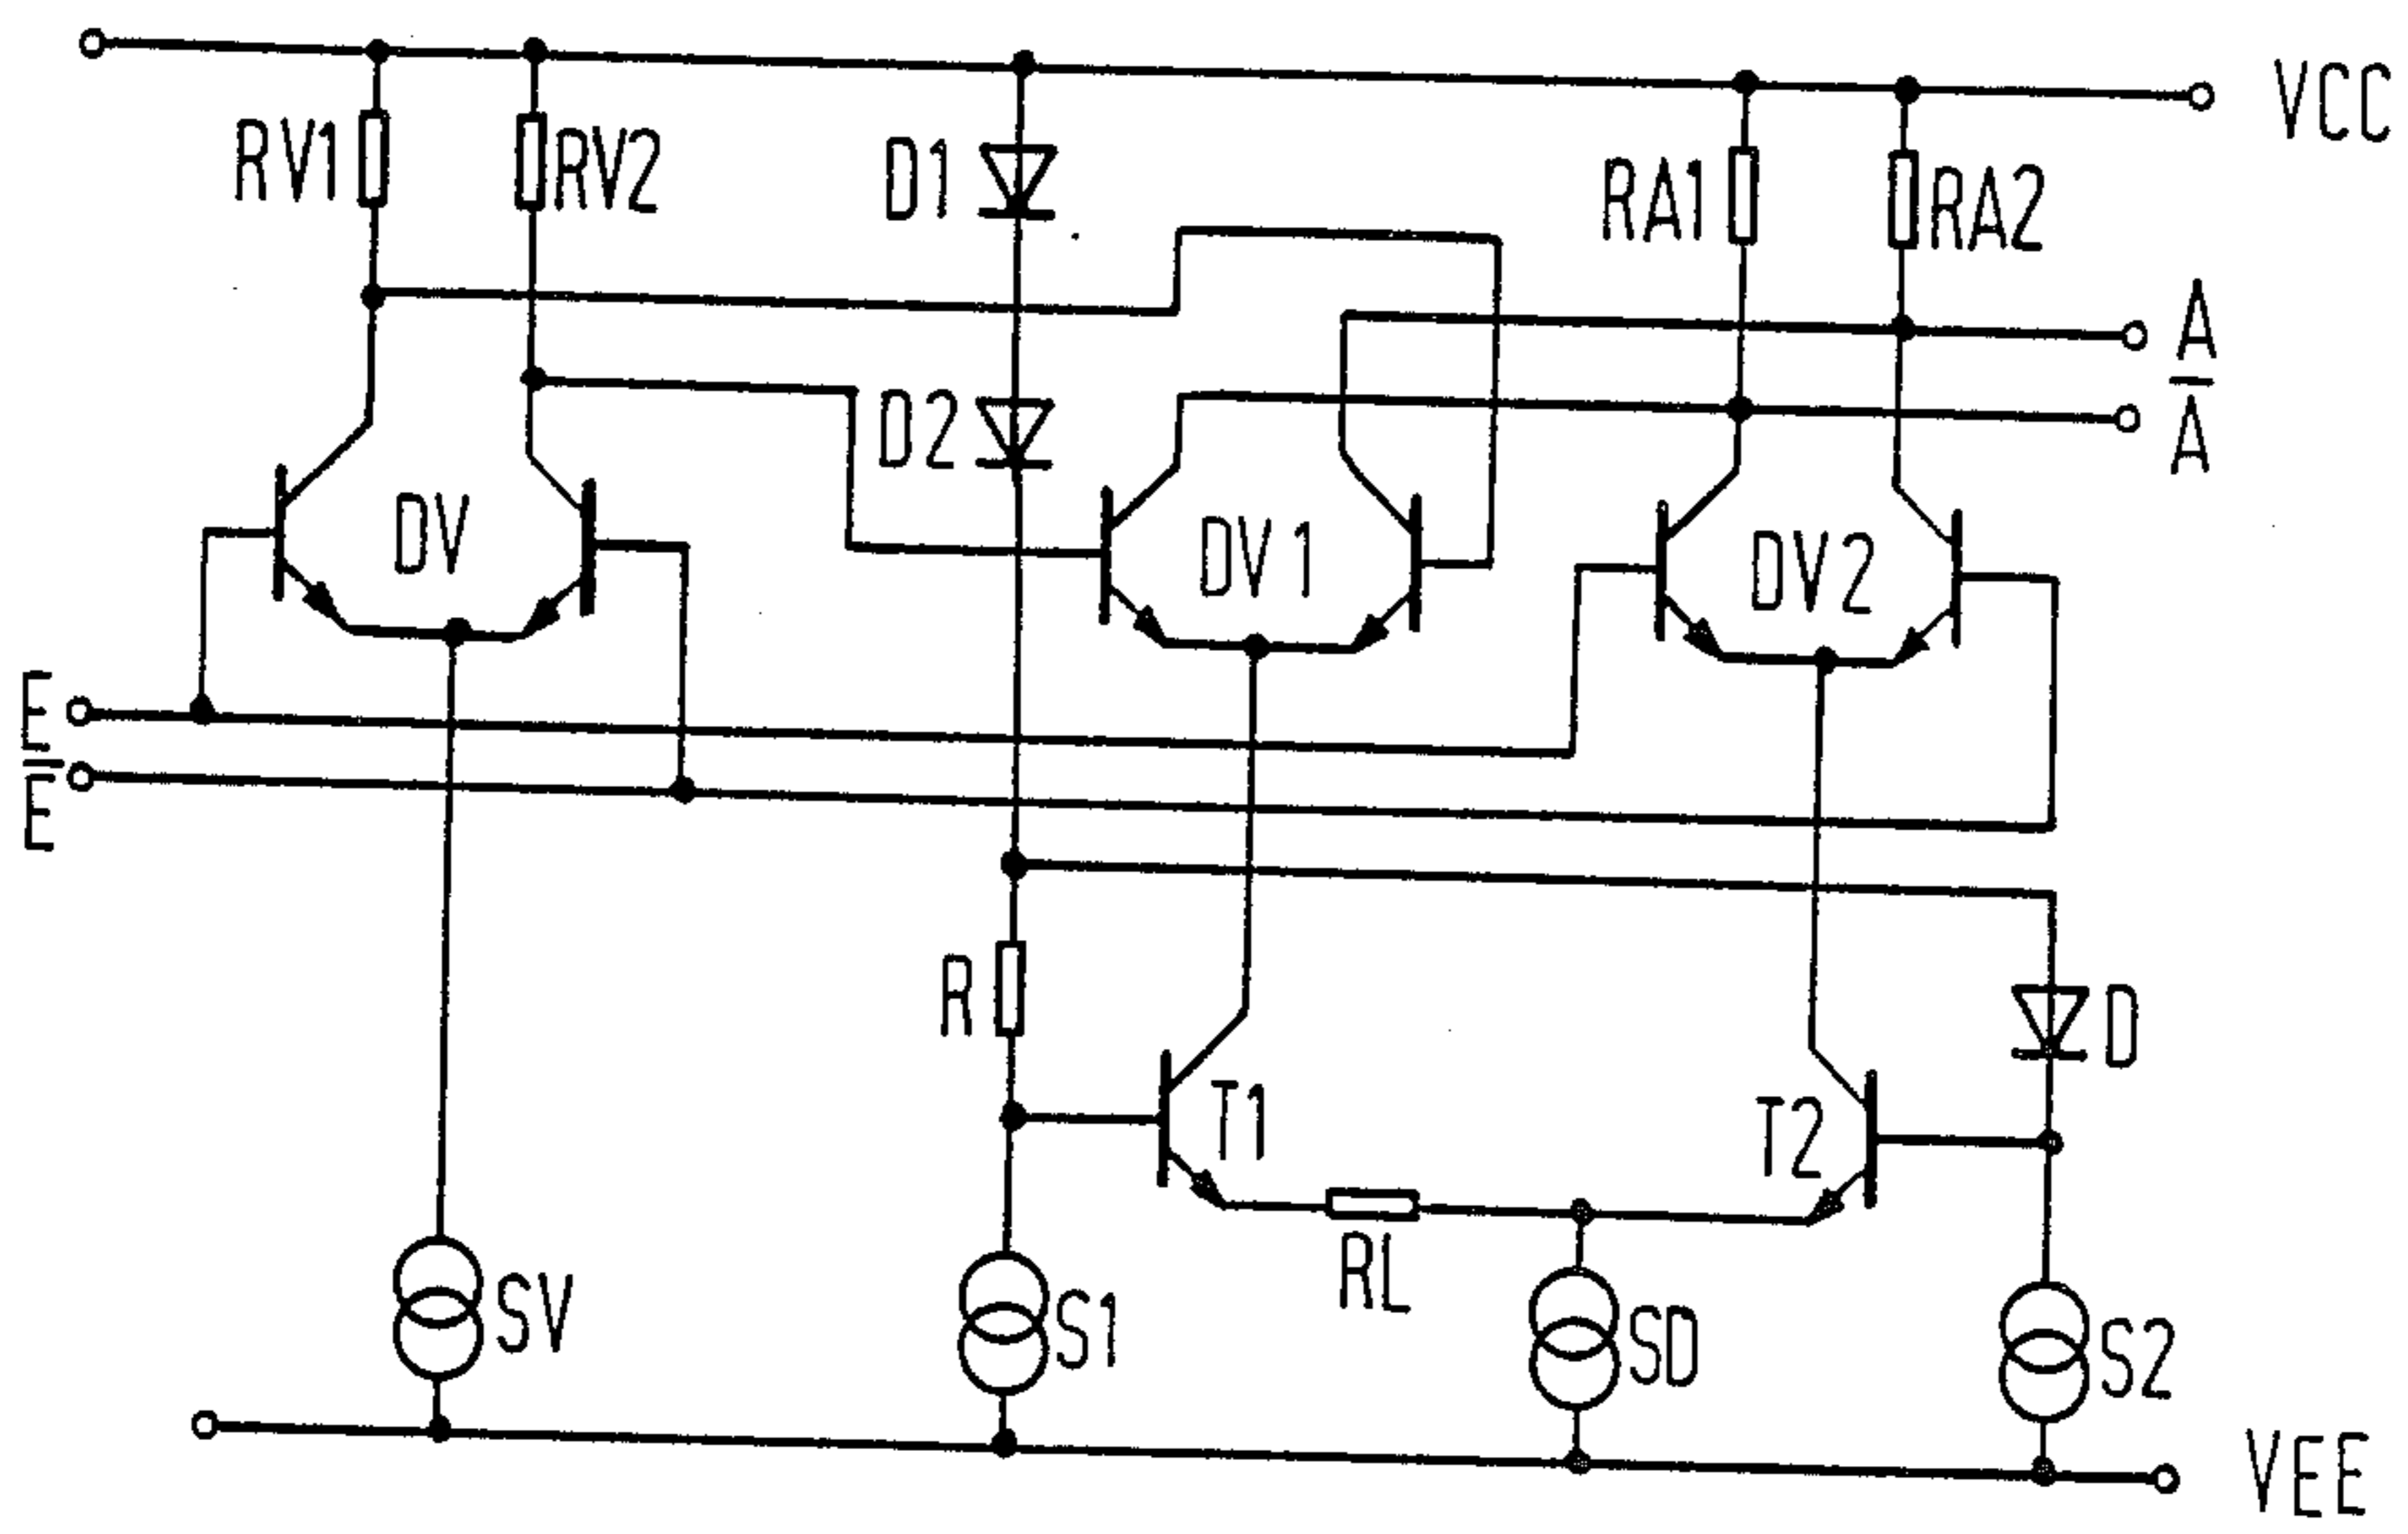 VCC
RV1
RV2
D1
RA1
RA2
A
A̅
D2
DV
DV1
DV2
E
E̅
R
D
T1
T2
RL
SV
S1
SD
S2
VEE